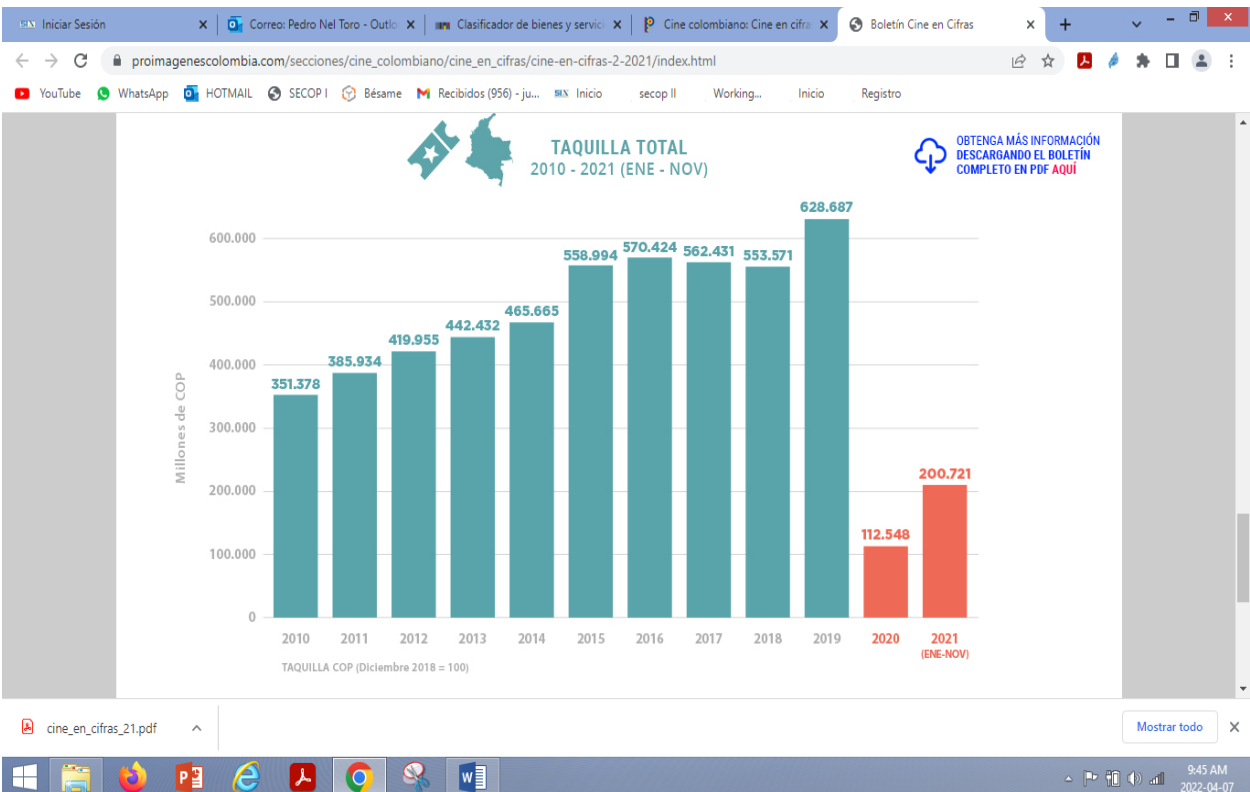 Iniciar Sesión
Correo: Pedro Nel Toro - Outlo
Clasificador de bienes y servici
Cine colombiano: Cine en cifra
Boletín Cine en Cifras
proimagenescolombia.com/secciones/cine_colombiano/cine_en_cifras/cine-en-cifras-2-2021/index.html
YouTube WhatsApp HOTMAIL SECOP I Bésame Recibidos (956) - ju... Inicio secop II Working... Inicio Registro
TAQUILLA TOTAL
2010 - 2021 (ENE - NOV)
OBTENGA MÁS INFORMACIÓN
DESCARGANDO EL BOLETÍN
COMPLETO EN PDF AQUÍ
Millones de COP
600.000
500.000
400.000
300.000
200.000
100.000
0
351.378
385.934
419.955
442.432
465.665
558.994
570.424
562.431
553.571
628.687
112.548
200.721
2010 2011 2012 2013 2014 2015 2016 2017 2018 2019 2020 2021
(ENE-NOV)
TAQUILLA COP (Diciembre 2018 = 100)
cine_en_cifras_21.pdf
Mostrar todo
9:45 AM
2022-04-07